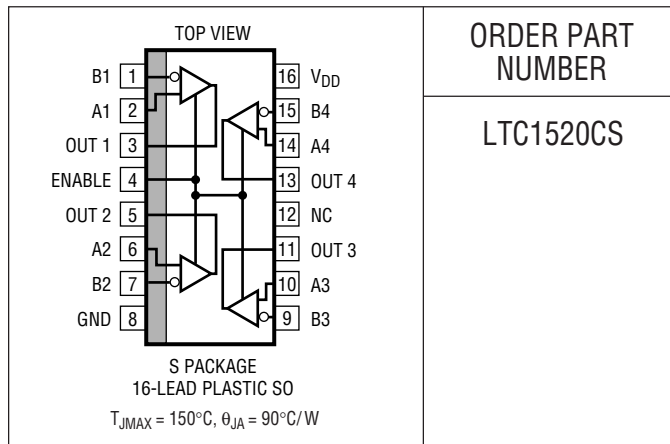 TOP VIEW
B1 1
A1 2
OUT 1 3
ENABLE 4
OUT 2 5
A2 6
B2 7
GND 8
16 VDD
15 B4
14 A4
13 OUT 4
12 NC
11 OUT 3
10 A3
9 B3
S PACKAGE
16-LEAD PLASTIC SO
TJMAX = 150°C, θJA = 90°C/W
ORDER PART
NUMBER
LTC1520CS